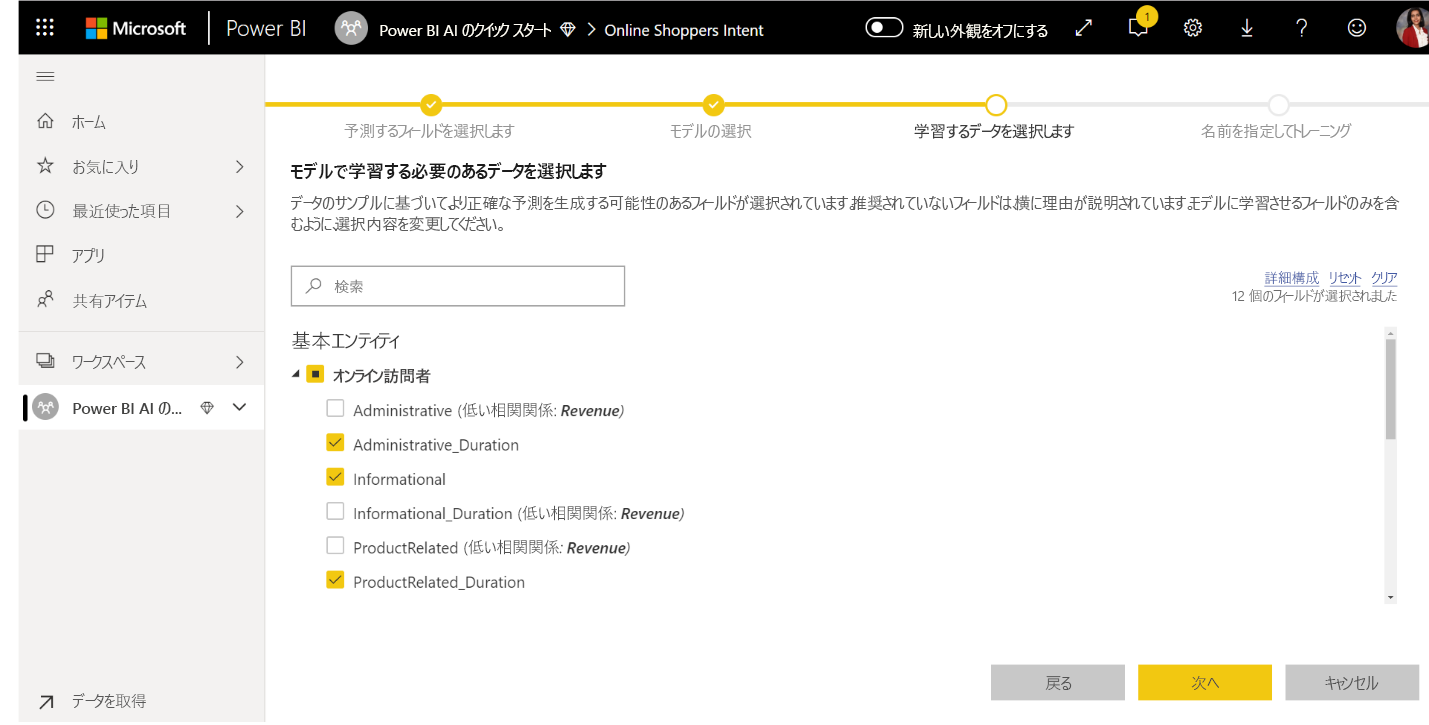 Microsoft Power BI Power BI AI のクイック スタート > Online Shoppers Intent 新しい外観をオフにする 1 ?
予測するフィールドを選択します モデルの選択 学習するデータを選択します 名前を指定してトレーニング
ホーム
お気に入り
最近使った項目
アプリ
共有アイテム
ワークスペース
Power BI AI の...
データを取得
モデルで学習する必要のあるデータを選択します
データのサンプルに基づいて、より正確な予測を生成する可能性のあるフィールドが選択されています。推奨されていないフィールドは、横に理由が説明されています。モデルに学習させるフィールドのみを含
むように、選択内容を変更してください。
検索
詳細構成 リセット クリア
12 個のフィールドが選択されました
基本エンティティ
オンライン訪問者
Administrative (低い相関関係: Revenue)
Administrative_Duration
Informational
Informational_Duration (低い相関関係: Revenue)
ProductRelated (低い相関関係: Revenue)
ProductRelated_Duration
戻る 次へ キャンセル